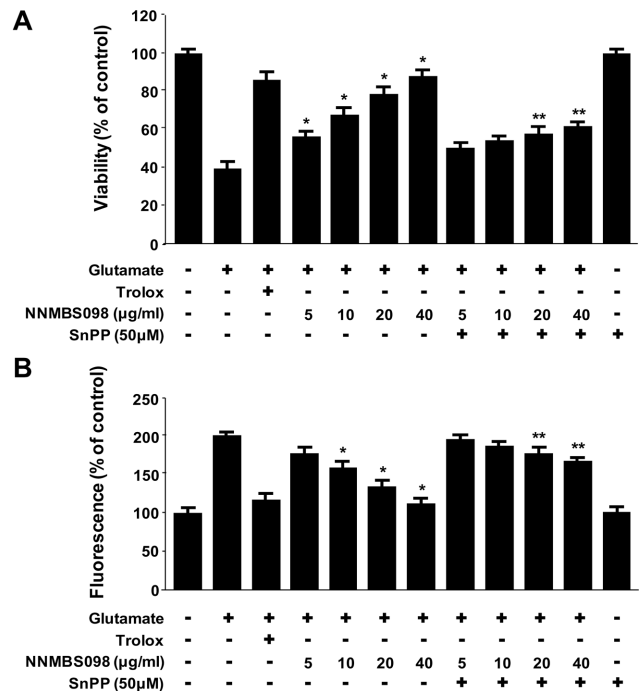 A
Viability (% of control)
120
100
80
60
40
20
0
* * * * ** **
Glutamate - + + + + + + + + + + -
Trolox - - + - - - - - - - - -
NNMBS098 (µg/ml) - - - 5 10 20 40 5 10 20 40 -
SnPP (50µM) - - - - - - - + + + + +
B
Fluorescence (% of control)
250
200
150
100
50
0
* * * ** **
Glutamate - + + + + + + + + + + -
Trolox - - + - - - - - - - - -
NNMBS098 (µg/ml) - - - 5 10 20 40 5 10 20 40 -
SnPP (50µM) - - - - - - - + + + + +